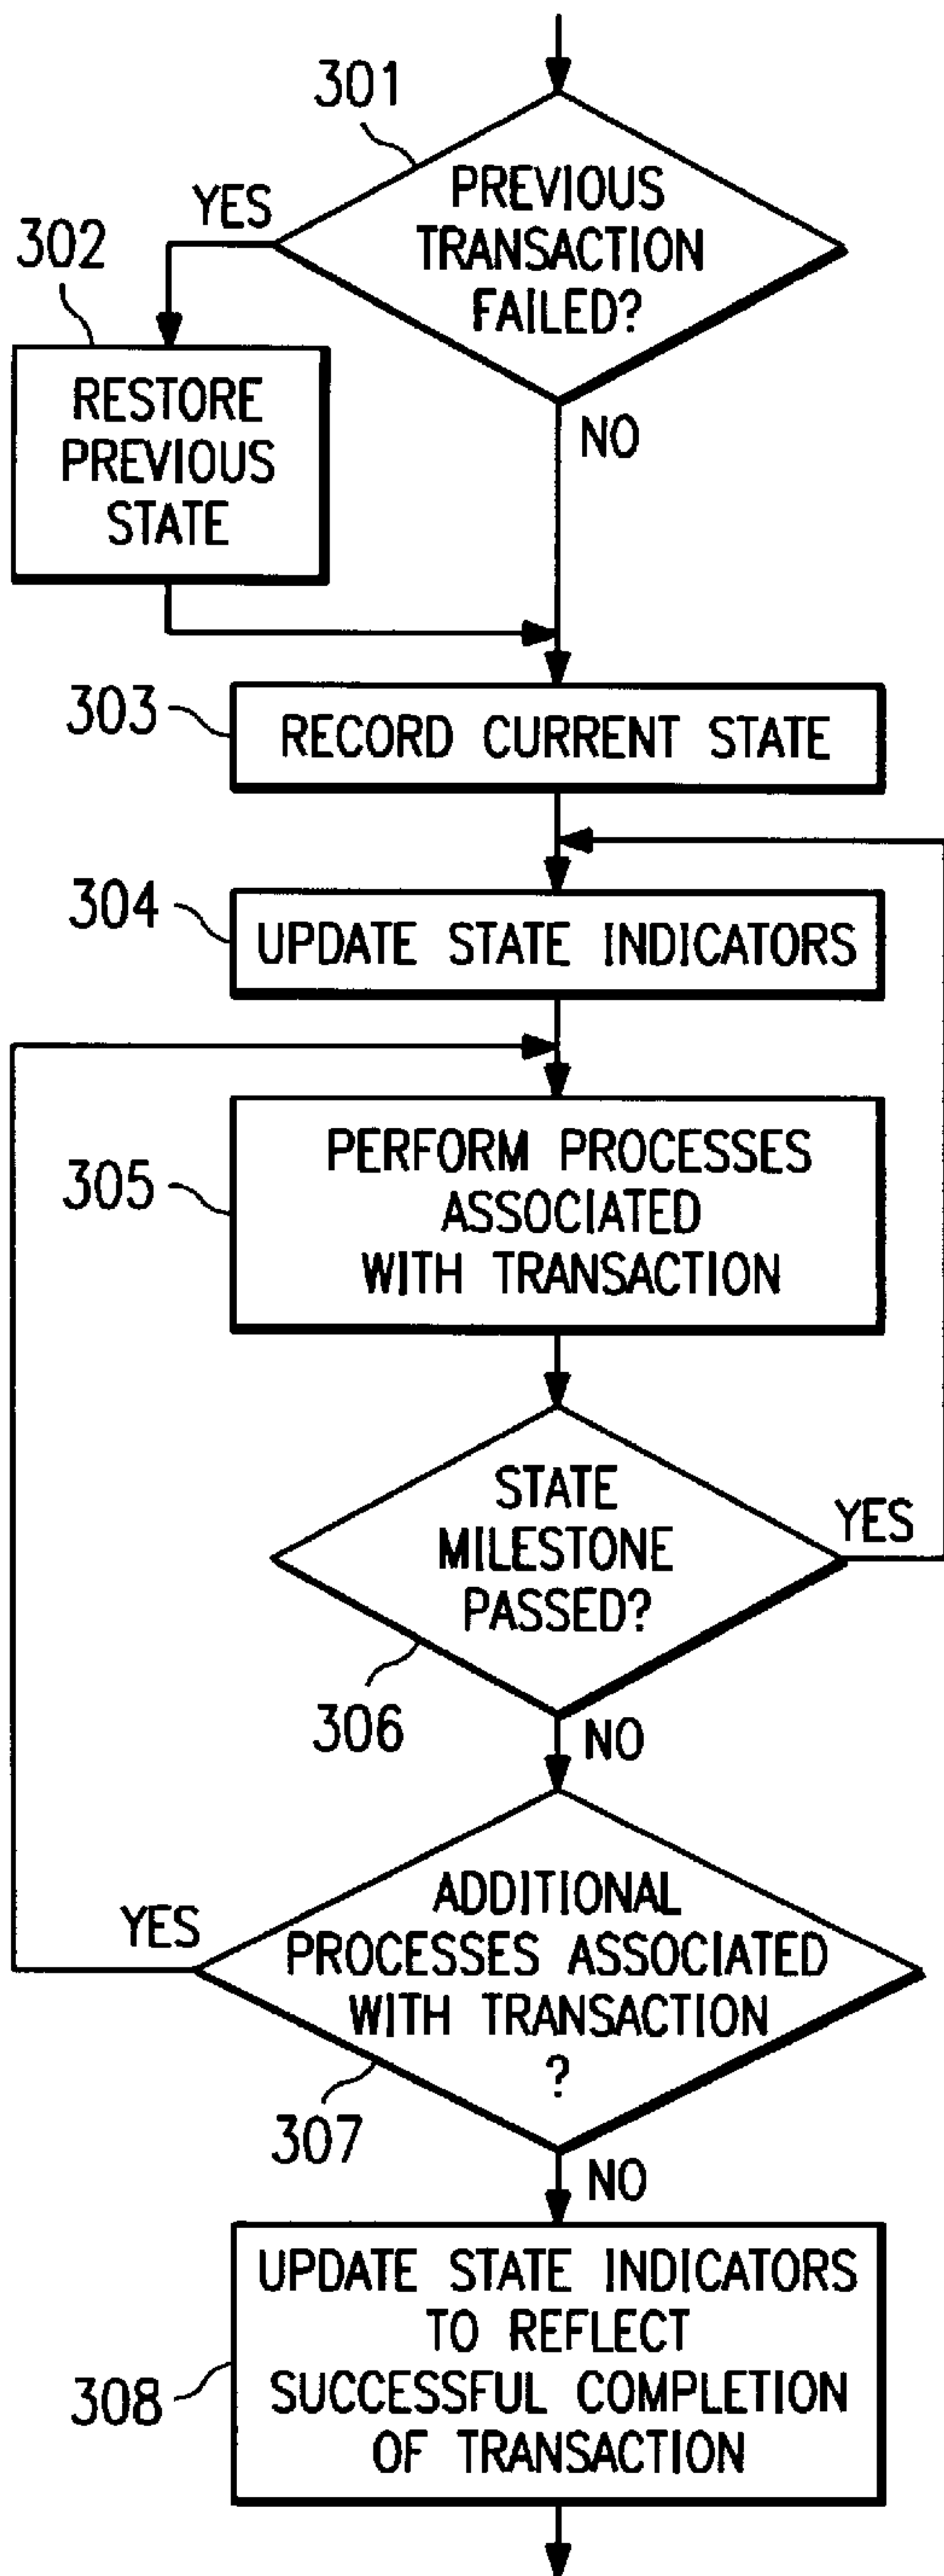 301
PREVIOUS
TRANSACTION
FAILED?
YES
302
RESTORE
PREVIOUS
STATE
NO
303
RECORD CURRENT STATE
304
UPDATE STATE INDICATORS
305
PERFORM PROCESSES
ASSOCIATED
WITH TRANSACTION
STATE
MILESTONE
PASSED?
YES
306
NO
ADDITIONAL
PROCESSES ASSOCIATED
WITH TRANSACTION
?
YES
307
NO
308
UPDATE STATE INDICATORS
TO REFLECT
SUCCESSFUL COMPLETION
OF TRANSACTION